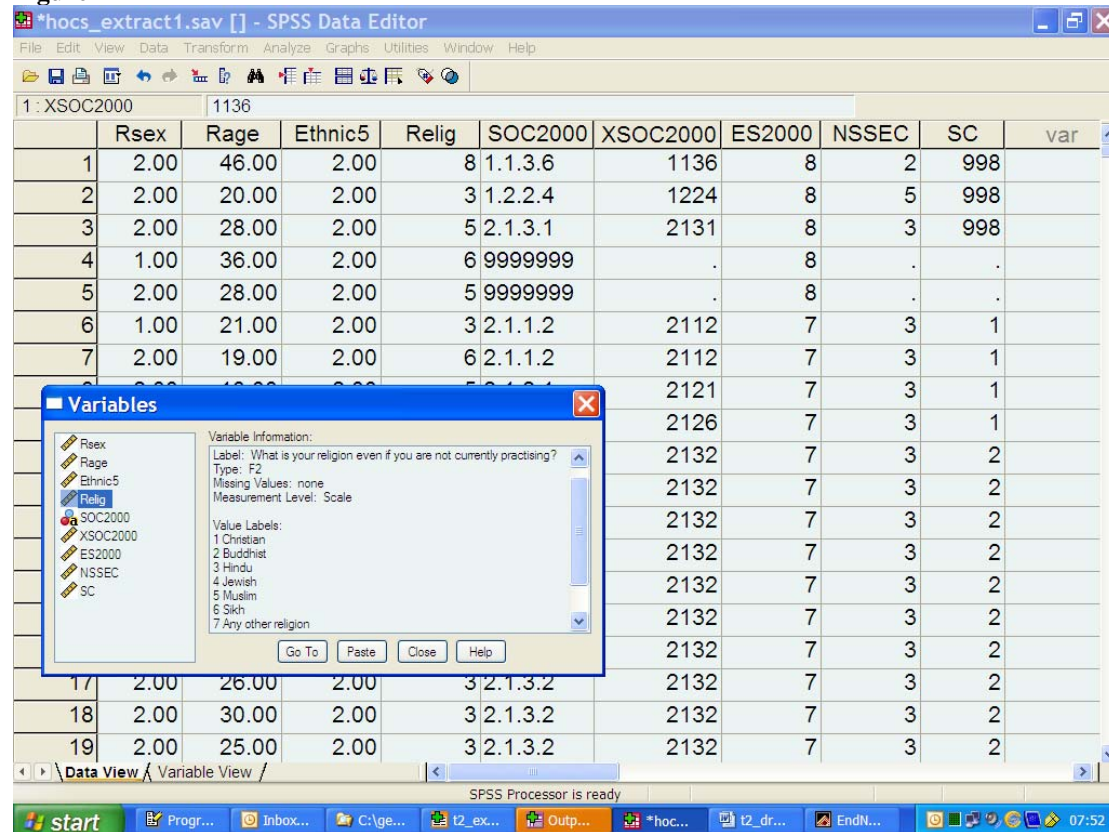 *hocs_extract1.sav [] - SPSS Data Editor
File Edit View Data Transform Analyze Graphs Utilities Window Help
1 : XSOC2000 1136
Rsex Rage Ethnic5 Relig SOC2000 XSOC2000 ES2000 NSSEC SC var
1 2.00 46.00 2.00 8 1.1.3.6 1136 8 2 998
2 2.00 20.00 2.00 3 1.2.2.4 1224 8 5 998
3 2.00 28.00 2.00 5 2.1.3.1 2131 8 3 998
4 1.00 36.00 2.00 6 9999999 . 8 . .
5 2.00 28.00 2.00 5 9999999 . 8 . .
6 1.00 21.00 2.00 3 2.1.1.2 2112 7 3 1
7 2.00 19.00 2.00 6 2.1.1.2 2112 7 3 1
2121 7 3 1
2126 7 3 1
2132 7 3 2
2132 7 3 2
2132 7 3 2
2132 7 3 2
2132 7 3 2
2132 7 3 2
2132 7 3 2
17 2.00 26.00 2.00 3 2.1.3.2 2132 7 3 2
18 2.00 30.00 2.00 3 2.1.3.2 2132 7 3 2
19 2.00 25.00 2.00 3 2.1.3.2 2132 7 3 2
Variables
Rsex
Rage
Ethnic5
Relig
SOC2000
XSOC2000
ES2000
NSSEC
SC
Variable Information:
Label: What is your religion even if you are not currently practising?
Type: F2
Missing Values: none
Measurement Level: Scale
Value Labels:
1 Christian
2 Buddhist
3 Hindu
4 Jewish
5 Muslim
6 Sikh
7 Any other religion
Go To Paste Close Help
Data View Variable View
SPSS Processor is ready
start Progr... Inbox... C:\ge... t2_ex... Outp... *hoc... t2_dr... EndN... 07:52